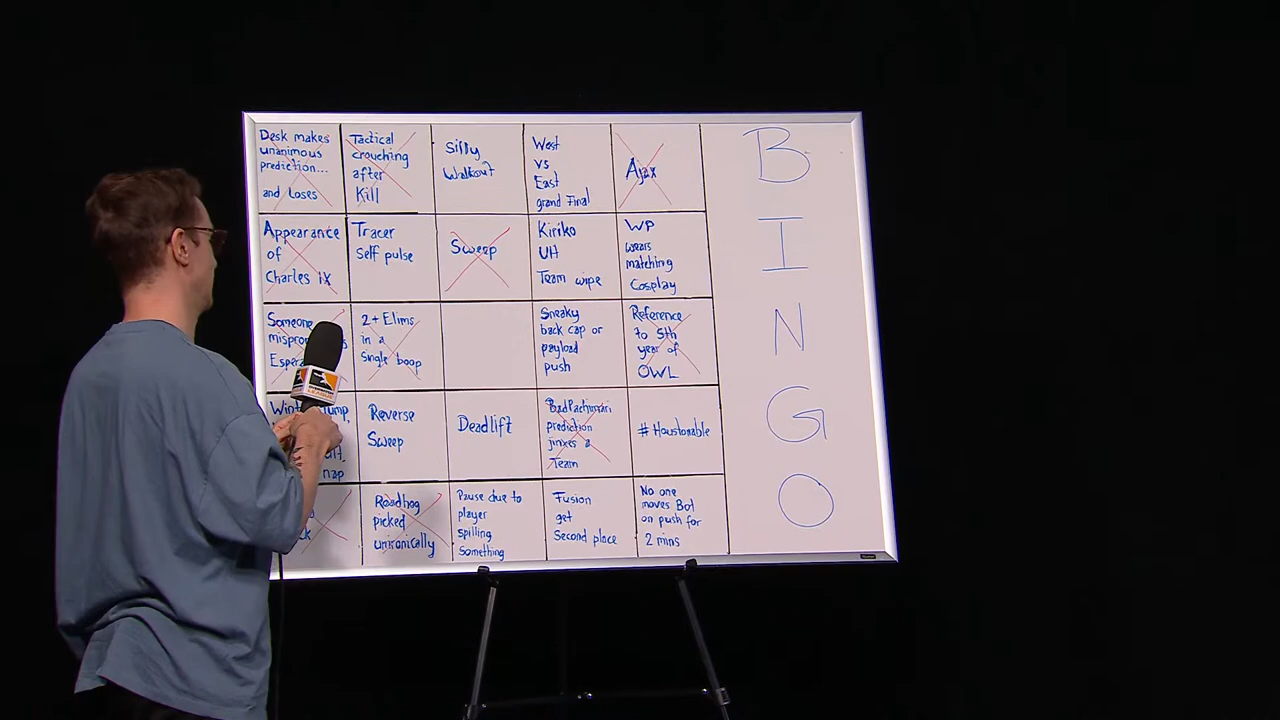 Desk makes
unanimous
prediction...
and Loses
Tactical
crouching
after
Kill
Silly
Walkout
West
vs
East
grand Final
Ajax
B
Appearance
of
Charles IX
Tracer
Self pulse
Sweep
Kiriko
Ult
Team wipe
WP
wears
matching
Cosplay
I
Someone
2+ Elims
in a
Single boop
Sneaky
back cap or
payload
push
Reference
to 5th
year of
OWL
N
nap
Reverse
Sweep
Deadlift
BadPachimari
prediction
jinxes a
Team
#Houstonable
G
Roadhog
picked
unironically
Pause due to
player
spilling
Something
Fusion
get
Second place
No one
moves Bot
on push for
2 mins
O